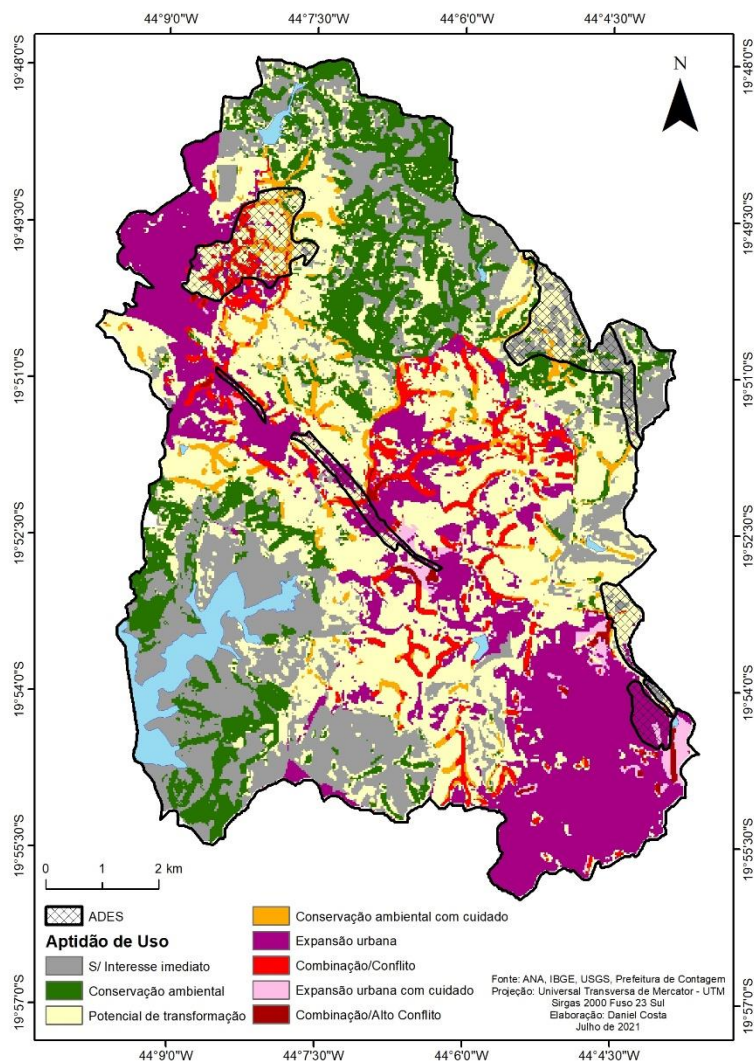 44°9'0"W 44°7'30"W 44°6'0"W 44°4'30"W
N
19°48'0"S 19°48'0"S
19°49'30"S 19°49'30"S
19°51'0"S 19°51'0"S
19°52'30"S 19°52'30"S
19°54'0"S 19°54'0"S
19°55'30"S 19°55'30"S
19°57'0"S 19°57'0"S
0 1 2 km
ADES
Aptidão de Uso
S/ Interesse imediato
Conservação ambiental
Potencial de transformação
Conservação ambiental com cuidado
Expansão urbana
Combinação/Conflito
Expansão urbana com cuidado
Combinação/Alto Conflito
Fonte: ANA, IBGE, USGS, Prefeitura de Contagem
Projeção: Universal Transversa de Mercator - UTM
Sirgas 2000 Fuso 23 Sul
Elaboração: Daniel Costa
Julho de 2021
44°9'0"W 44°7'30"W 44°6'0"W 44°4'30"W